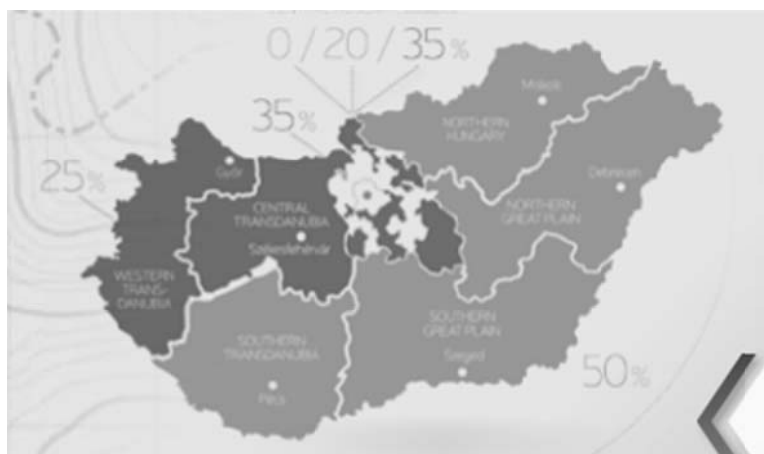 0 / 20 / 35%
35%
25%
Miskolc
NORTHERN
HUNGARY
Győr
Debrecen
CENTRAL
TRANSDANUBIA
NORTHERN
GREAT PLAIN
Székesfehérvár
WESTERN
TRANS-
DANUBIA
SOUTHERN
GREAT PLAIN
SOUTHERN
TRANSDANUBIA
Szeged
50%
Pécs